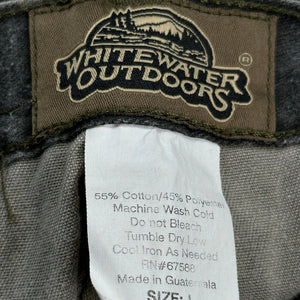 WHITEWATER
OUTDOORS
®
55% Cotton/45% Polyester
Machine Wash Cold
Do not Bleach
Tumble Dry Low
Cool Iron As Needed
RN#67588
Made in Guatemala
SIZE: